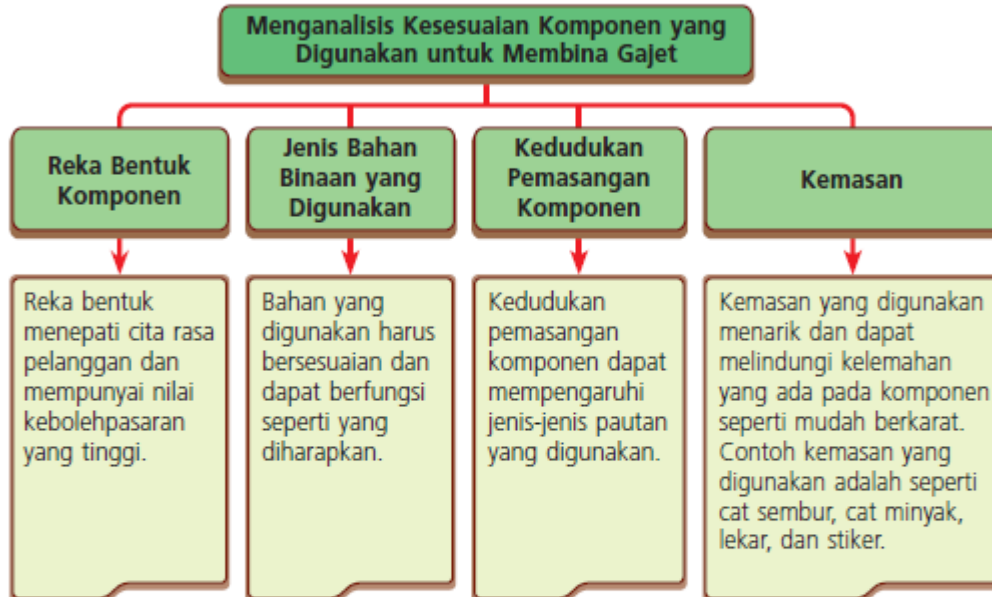 Menganalisis Kesesuaian Komponen yang
Digunakan untuk Membina Gajet
Reka Bentuk
Komponen
Jenis Bahan
Binaan yang
Digunakan
Kedudukan
Pemasangan
Komponen
Kemasan
Reka bentuk
menepati cita rasa
pelanggan dan
mempunyai nilai
kebolehpasaran
yang tinggi.
Bahan yang
digunakan harus
bersesuaian dan
dapat berfungsi
seperti yang
diharapkan.
Kedudukan
pemasangan
komponen dapat
mempengaruhi
jenis-jenis pautan
yang digunakan.
Kemasan yang digunakan
menarik dan dapat
melindungi kelemahan
yang ada pada komponen
seperti mudah berkarat.
Contoh kemasan yang
digunakan adalah seperti
cat sembur, cat minyak,
lekar, dan stiker.